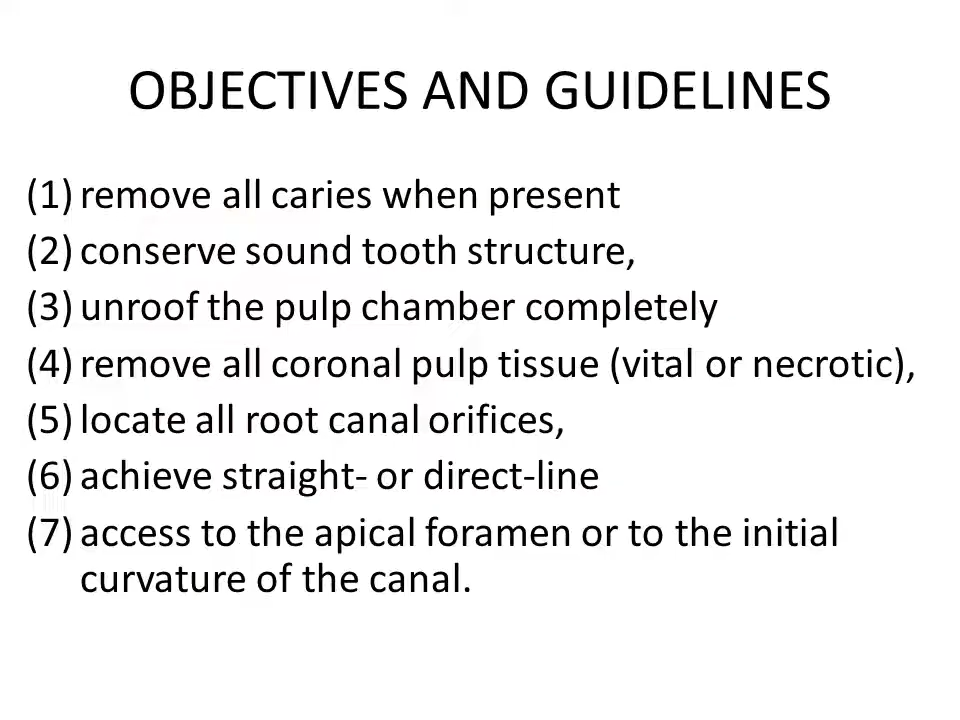 OBJECTIVES AND GUIDELINES
(1) remove all caries when present
(2) conserve sound tooth structure,
(3) unroof the pulp chamber completely
(4) remove all coronal pulp tissue (vital or necrotic),
(5) locate all root canal orifices,
(6) achieve straight- or direct-line
(7) access to the apical foramen or to the initial
curvature of the canal.